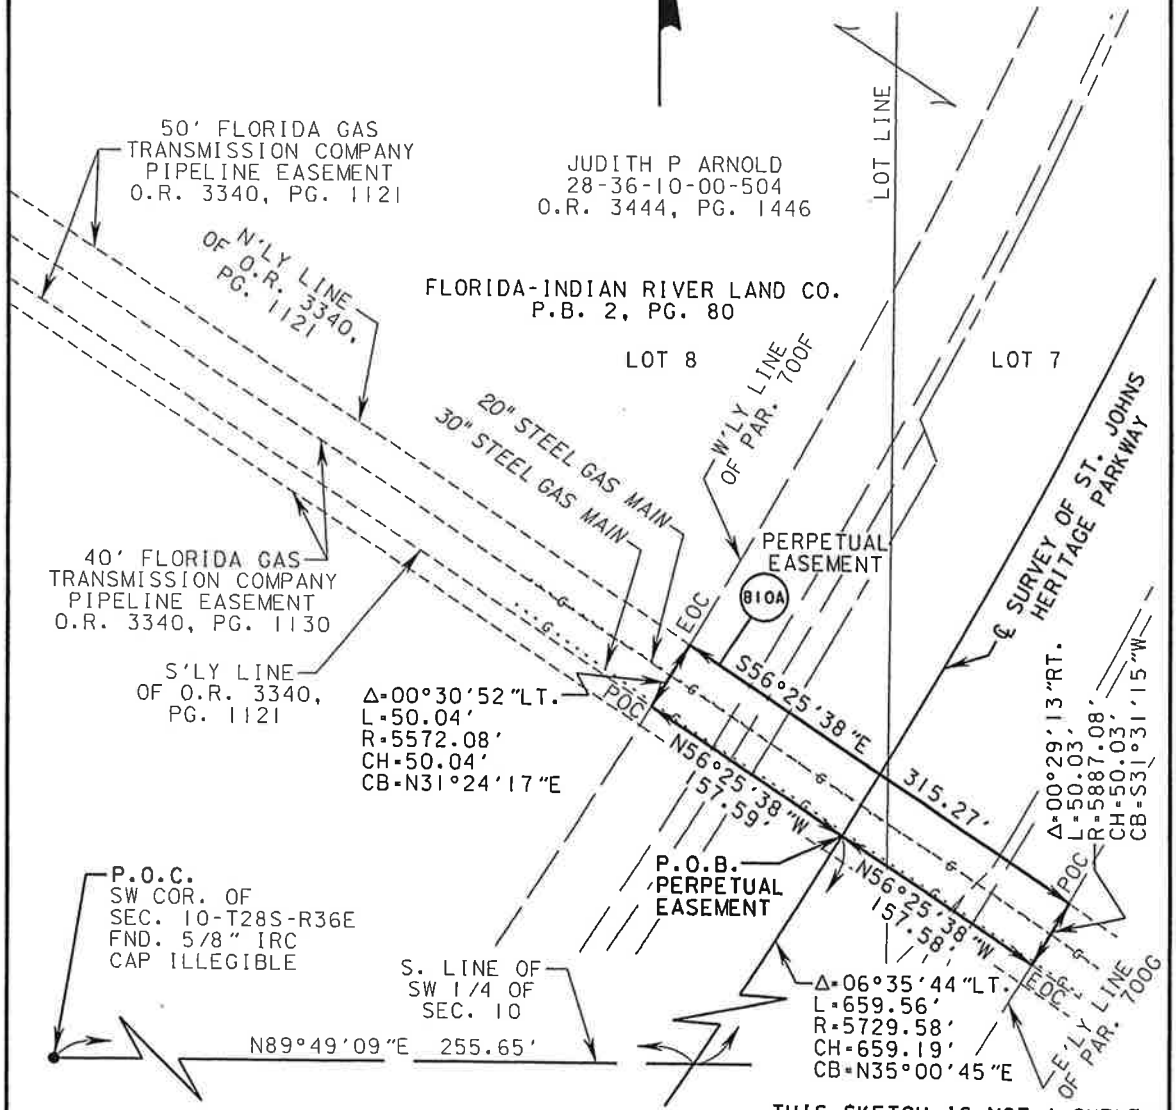 50' FLORIDA GAS
TRANSMISSION COMPANY
PIPELINE EASEMENT
O.R. 3340, PG. 1121
JUDITH P ARNOLD
28-36-10-00-504
O.R. 3444, PG. 1446
LOT LINE
N'LY LINE
OF O.R. 3340,
PG. 1121
FLORIDA-INDIAN RIVER LAND CO.
P.B. 2, PG. 80
LOT 8
LOT 7
W'LY LINE
OF PAR. 700F
20" STEEL GAS MAIN
30" STEEL GAS MAIN
℄ SURVEY OF ST. JOHNS
HERITAGE PARKWAY
PERPETUAL
EASEMENT
810A
40' FLORIDA GAS
TRANSMISSION COMPANY
PIPELINE EASEMENT
O.R. 3340, PG. 1130
S'LY LINE
OF O.R. 3340,
PG. 1121
G
G
EOC
POC
Δ=00°30'52"LT.
L=50.04'
R=5572.08'
CH=50.04'
CB=N31°24'17"E
S56°25'38"E
315.27'
G
G
G
G
G
G
G
G
N56°25'38"W
157.59'
N56°25'38"W
157.58'
Δ=00°29'13"RT.
L=50.03'
R=5887.08'
CH=50.03'
CB=S31°31'15"W
POC
EOC
P.O.B.
PERPETUAL
EASEMENT
P.O.C.
SW COR. OF
SEC. 10-T28S-R36E
FND. 5/8" IRC
CAP ILLEGIBLE
S. LINE OF
SW 1/4 OF
SEC. 10
N89°49'09"E 255.65'
Δ=06°35'44"LT.
L=659.56'
R=5729.58'
CH=659.19'
CB=N35°00'45"E
E'LY LINE
OF PAR. 700G
THIS SKETCH IS NOT A